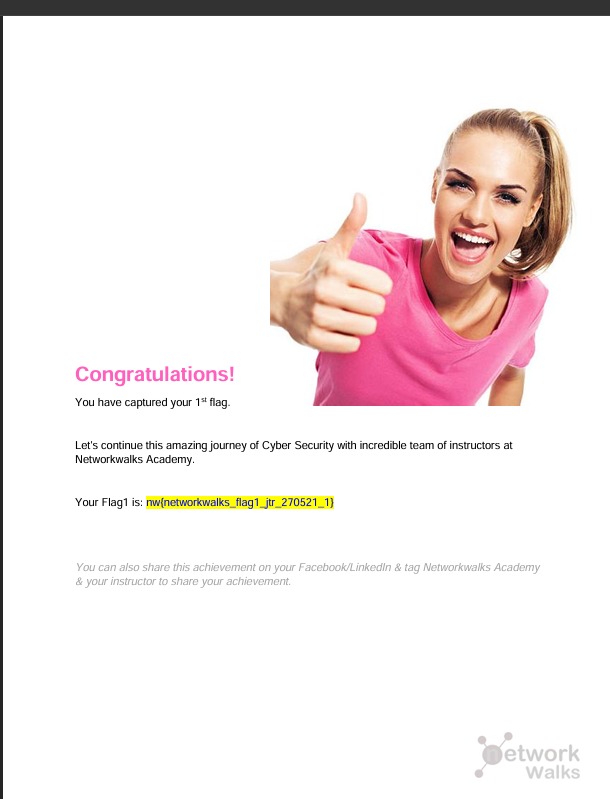 Congratulations!
You have captured your 1st flag.
Let's continue this amazing journey of Cyber Security with incredible team of instructors at
Networkwalks Academy.
Your Flag1 is: nw{networkwalks_flag1_jtr_270521_1}
You can also share this achievement on your Facebook/LinkedIn & tag Networkwalks Academy
& your instructor to share your achievement.
network
Walks